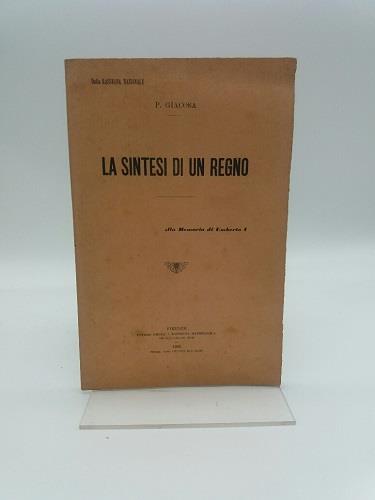 Dalla RASSEGNA NAZIONALE
P. GIACOSA
LA SINTESI DI UN REGNO
alla Memoria di Umberto I
FIRENZE